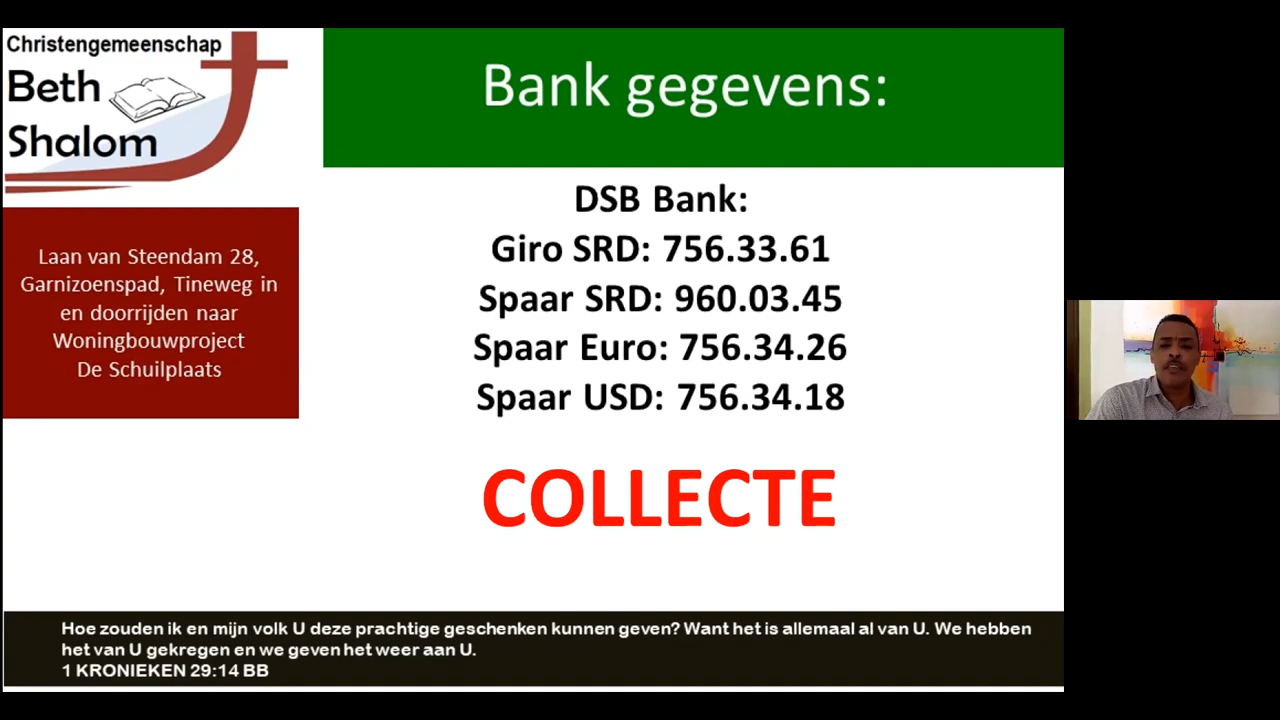 Christengemeenschap
Beth
Shalom
Laan van Steendam 28,
Garnizoenspad, Tineweg in
en doorrijden naar
Woningbouwproject
De Schuilplaats
Bank gegevens:
DSB Bank:
Giro SRD: 756.33.61
Spaar SRD: 960.03.45
Spaar Euro: 756.34.26
Spaar USD: 756.34.18
COLLECTE
Hoe zouden ik en mijn volk U deze prachtige geschenken kunnen geven? Want het is allemaal al van U. We hebben
het van U gekregen en we geven het weer aan U.
1 KRONIEKEN 29:14 BB